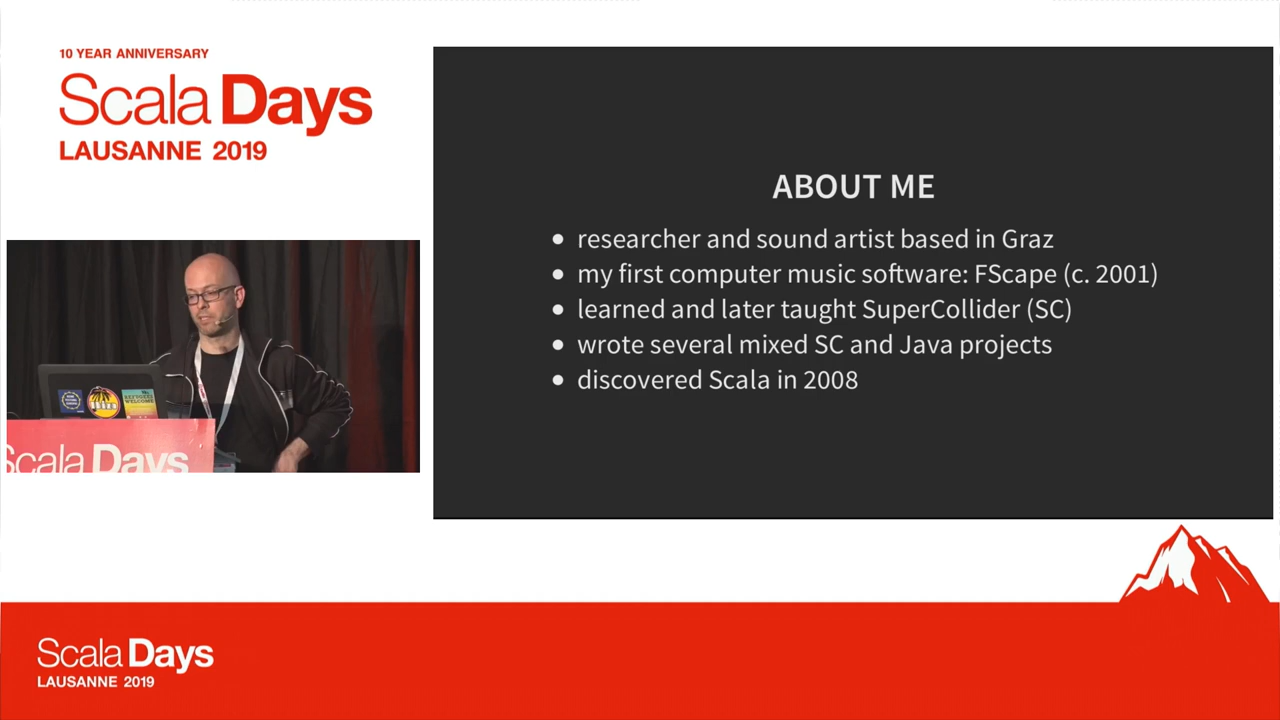 10 YEAR ANNIVERSARY
Scala Days
LAUSANNE 2019
ABOUT ME
researcher and sound artist based in Graz
my first computer music software: FScape (c. 2001)
learned and later taught SuperCollider (SC)
wrote several mixed SC and Java projects
discovered Scala in 2008
REFUGEES
WELCOME
Scala Days
Scala Days
LAUSANNE 2019